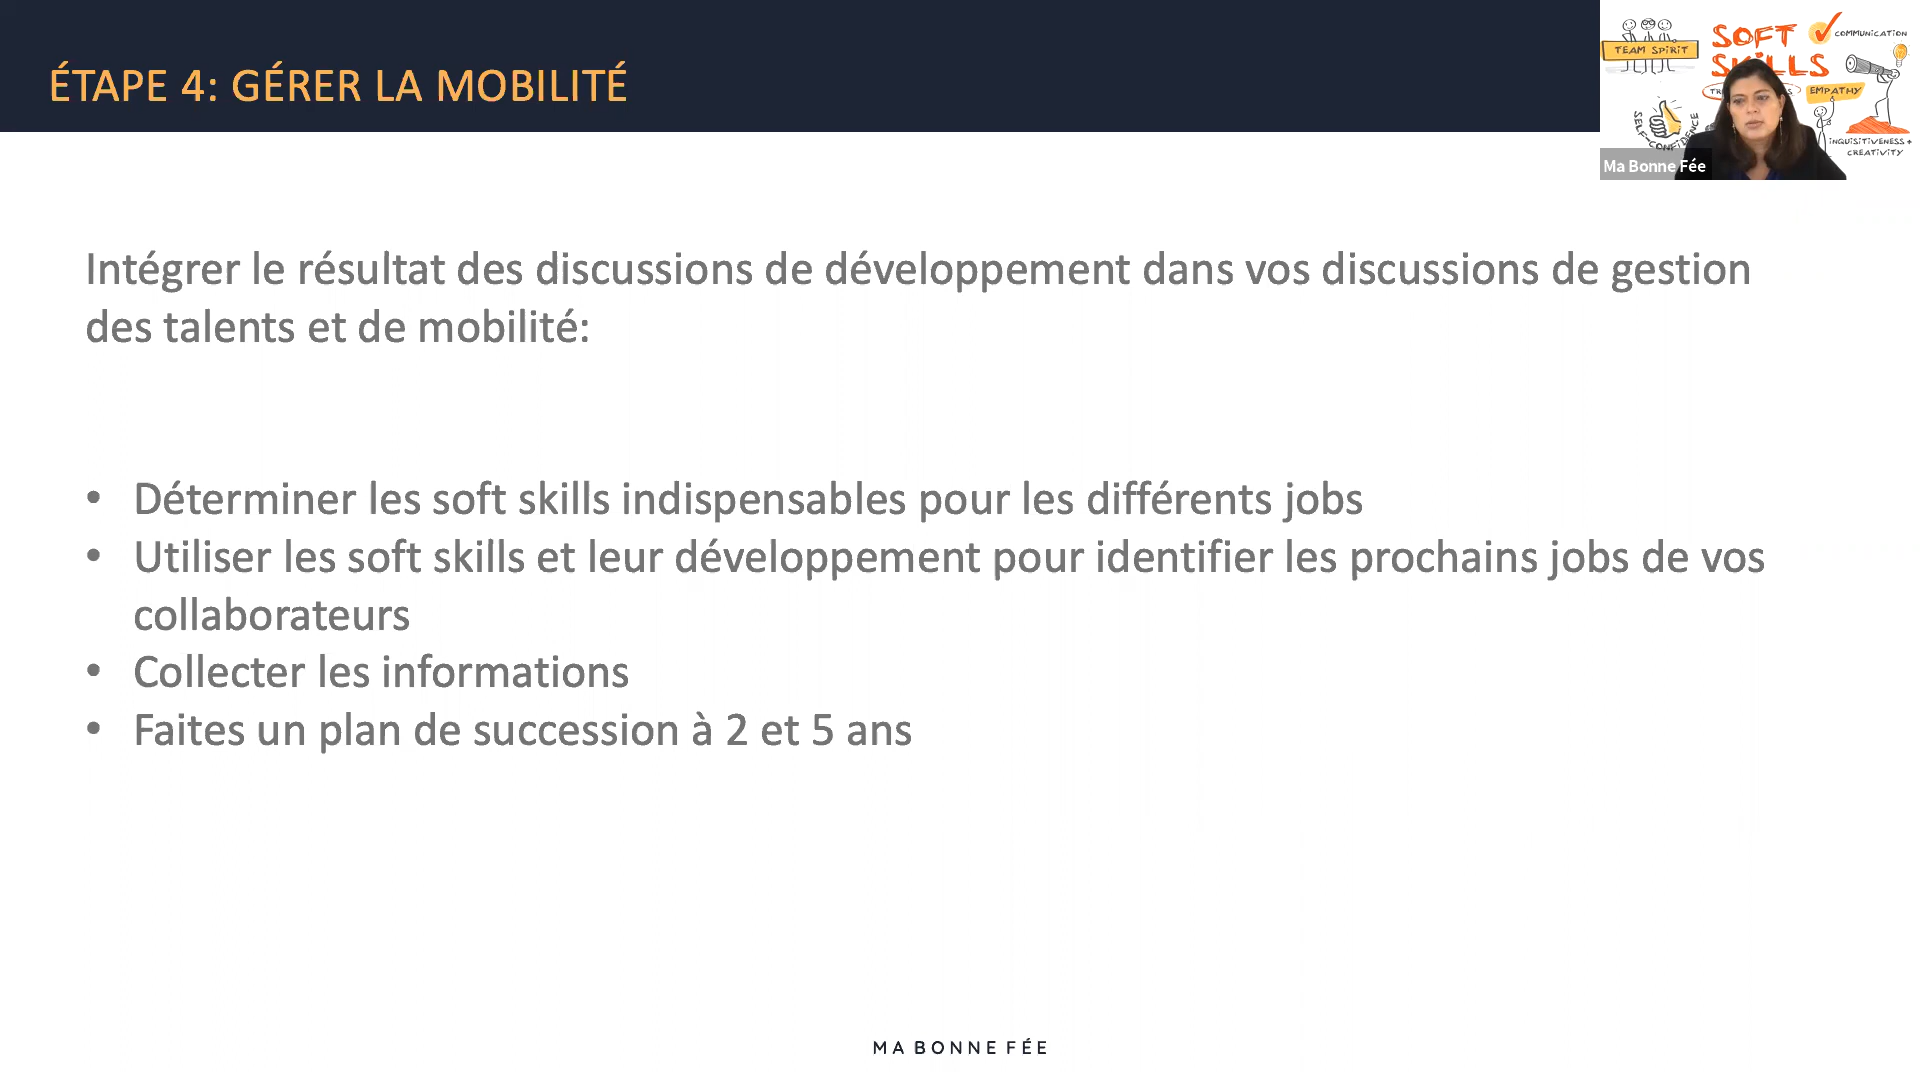 ÉTAPE 4: GÉRER LA MOBILITÉ
TEAM SPIRIT
SOFT
SKILLS
COMMUNICATION
EMPATHY
SELF-CONFIDENCE
INQUISITIVENESS +
CREATIVITY
Ma Bonne Fée
Intégrer le résultat des discussions de développement dans vos discussions de gestion
des talents et de mobilité:
• Déterminer les soft skills indispensables pour les différents jobs
• Utiliser les soft skills et leur développement pour identifier les prochains jobs de vos
collaborateurs
• Collecter les informations
• Faites un plan de succession à 2 et 5 ans
MA BONNE FÉE